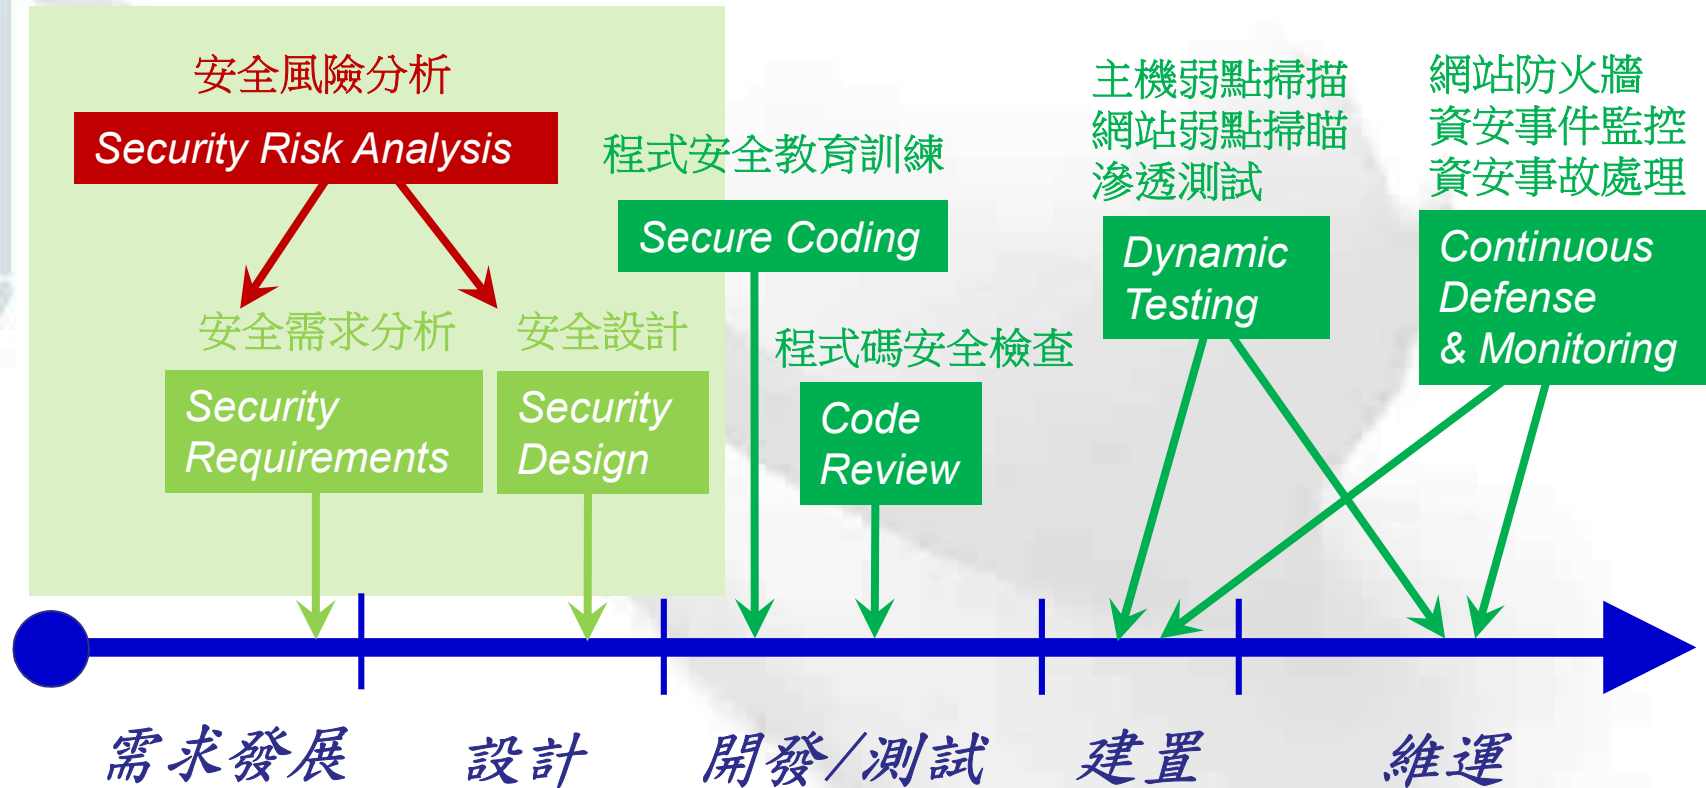 安全風險分析
Security Risk Analysis
安全需求分析
Security
Requirements
安全設計
Security
Design
程式安全教育訓練
Secure Coding
程式碼安全檢查
Code
Review
主機弱點掃描
網站弱點掃瞄
滲透測試
Dynamic
Testing
網站防火牆
資安事件監控
資安事故處理
Continuous
Defense
& Monitoring
需求發展
設計
開發/測試
建置
維運